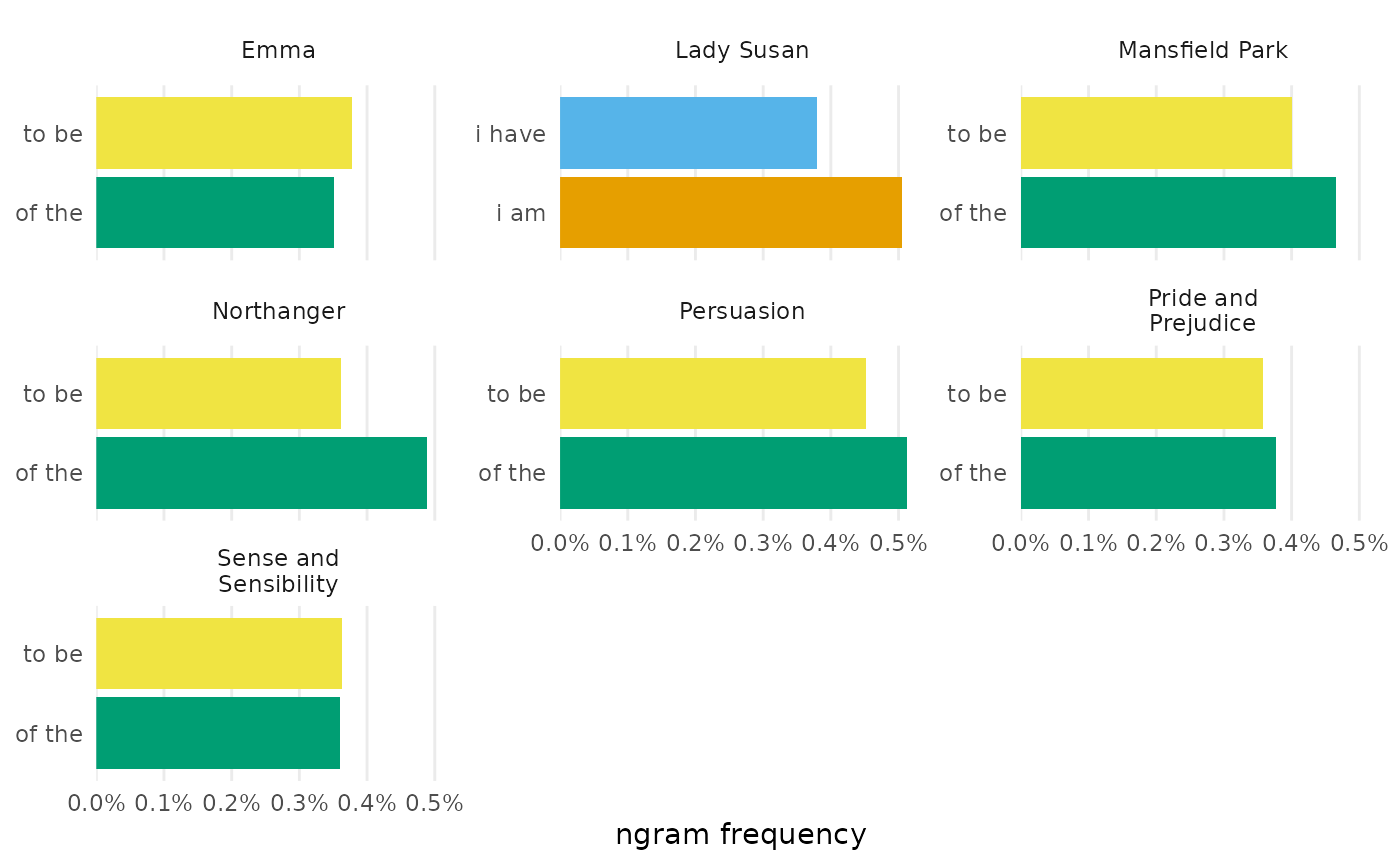 Emma
to be
of the
Lady Susan
i have
i am
Mansfield Park
to be
of the
Northanger
to be
of the
Persuasion
to be
of the
0.0% 0.1% 0.2% 0.3% 0.4% 0.5%
Pride and
Prejudice
to be
of the
0.0% 0.1% 0.2% 0.3% 0.4% 0.5%
Sense and
Sensibility
to be
of the
0.0% 0.1% 0.2% 0.3% 0.4% 0.5%
ngram frequency